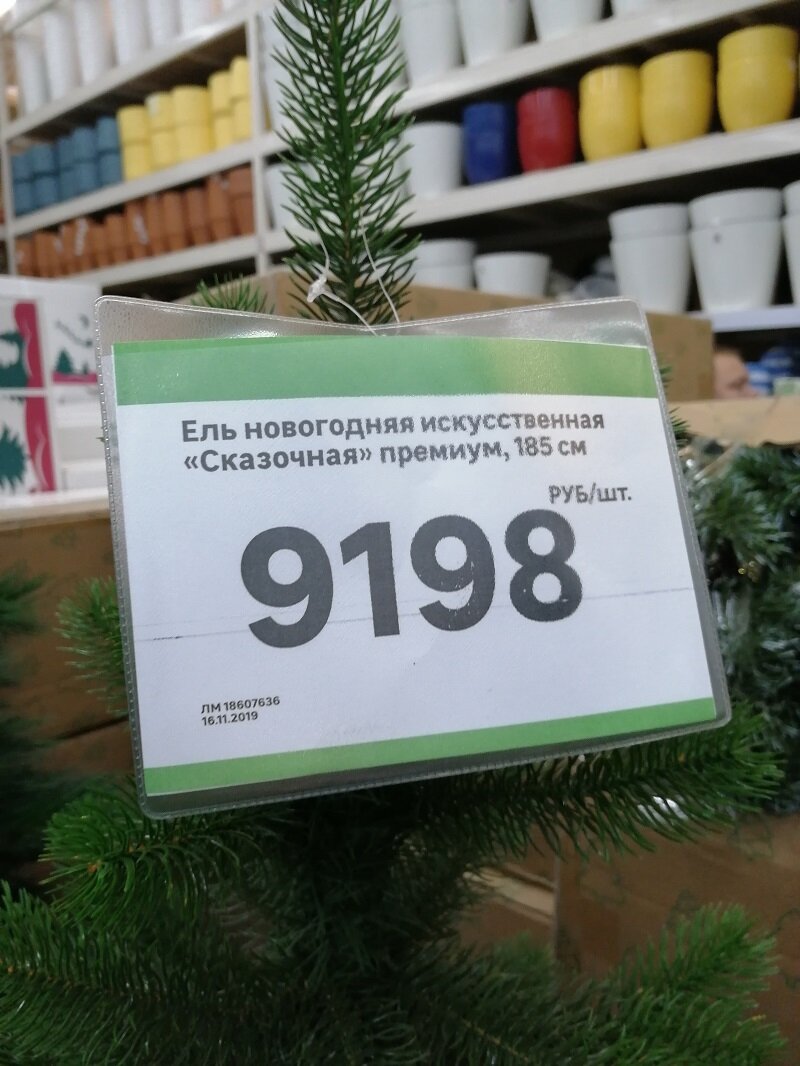 Ель новогодняя искусственная
«Сказочная» премиум, 185 см
РУБ/шт.
9198
ЛМ 18607636
16.11.2019